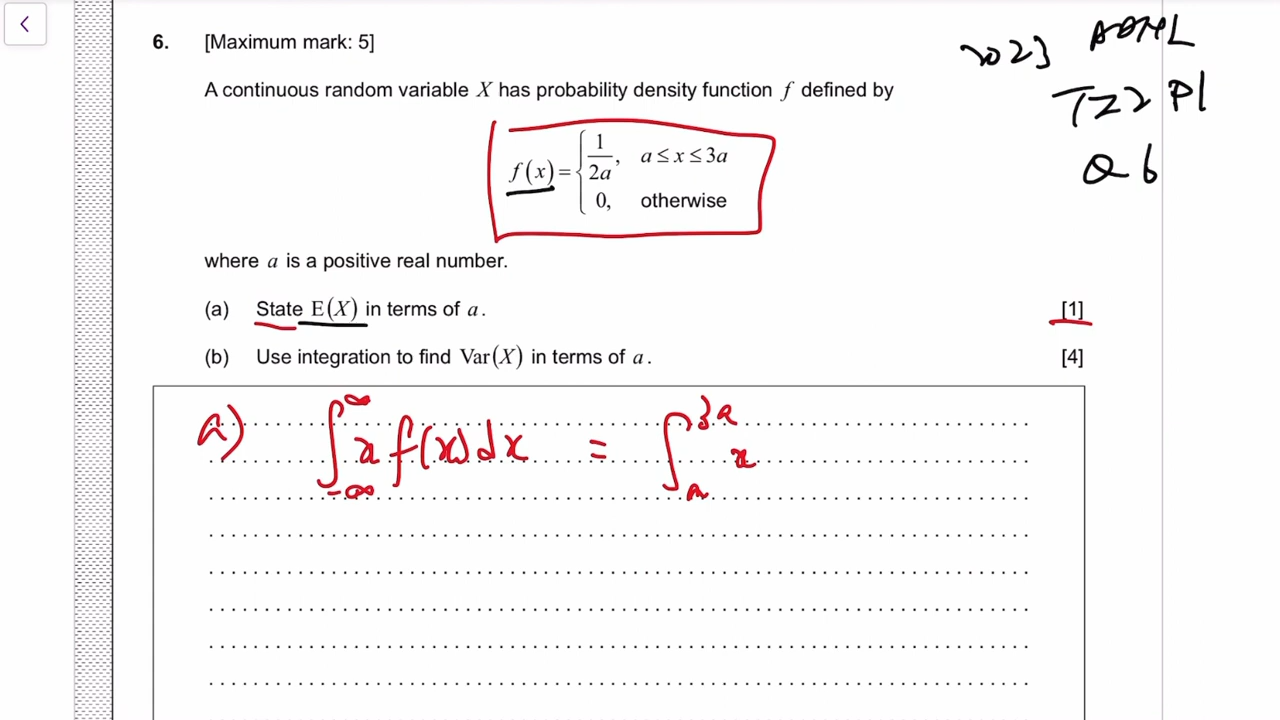 6. [Maximum mark: 5]
2023 AAHL
TZ2 P1
Q6
A continuous random variable X has probability density function f defined by
f(x) = { 1/2a, a ≤ x ≤ 3a
0, otherwise
where a is a positive real number.
(a) State E(X) in terms of a. [1]
(b) Use integration to find Var(X) in terms of a. [4]
a) ∫_{-∞}^{∞} x f(x) dx = ∫_{a}^{3a} x